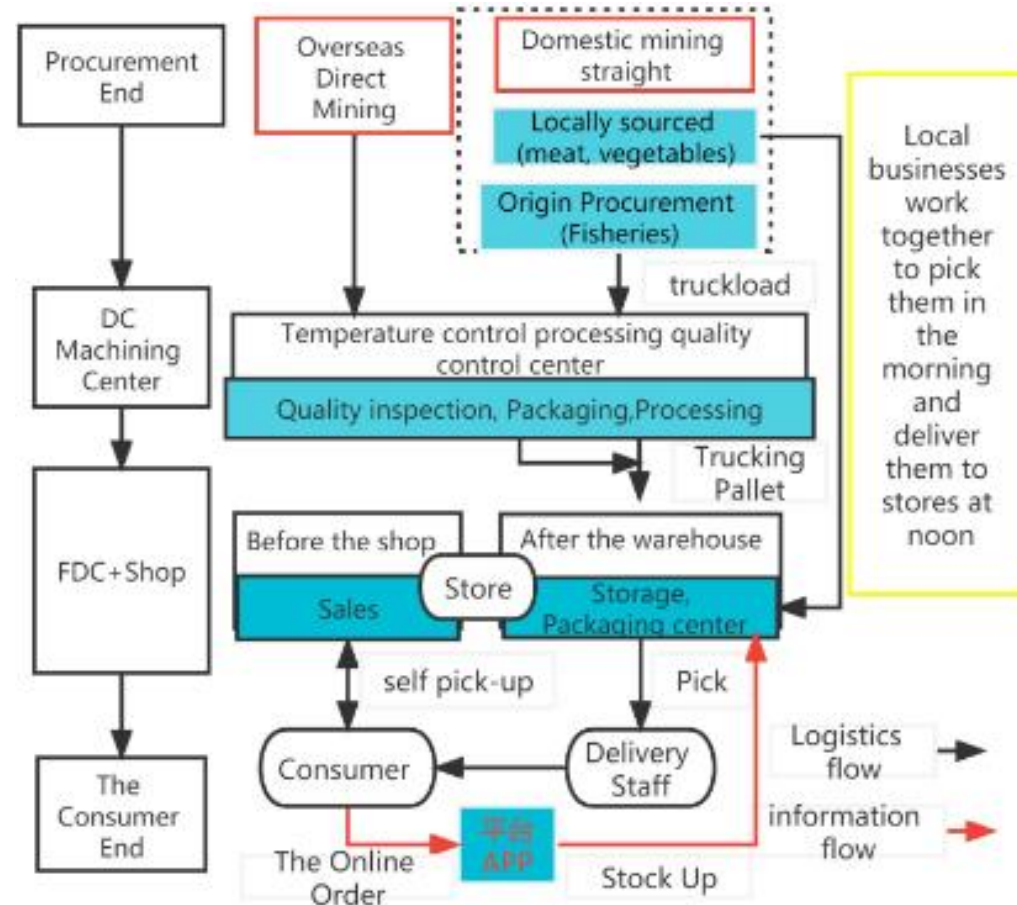 Procurement
End
Overseas
Direct
Mining
Domestic mining
straight
Locally sourced
(meat, vegetables)
Origin Procurement
(Fisheries)
truckload
Local
businesses
work
together
to pick
them in
the
morning
and
deliver
them to
stores at
noon
DC
Machining
Center
Temperature control processing quality
control center
Quality inspection, Packaging,Processing
Trucking
Pallet
FDC+Shop
Before the shop
After the warehouse
Store
Sales
Storage,
Packaging center
self pick-up
Pick
The
Consumer
End
Consumer
Delivery
Staff
Logistics
flow
information
flow
平台
APP
The Online
Order
Stock Up